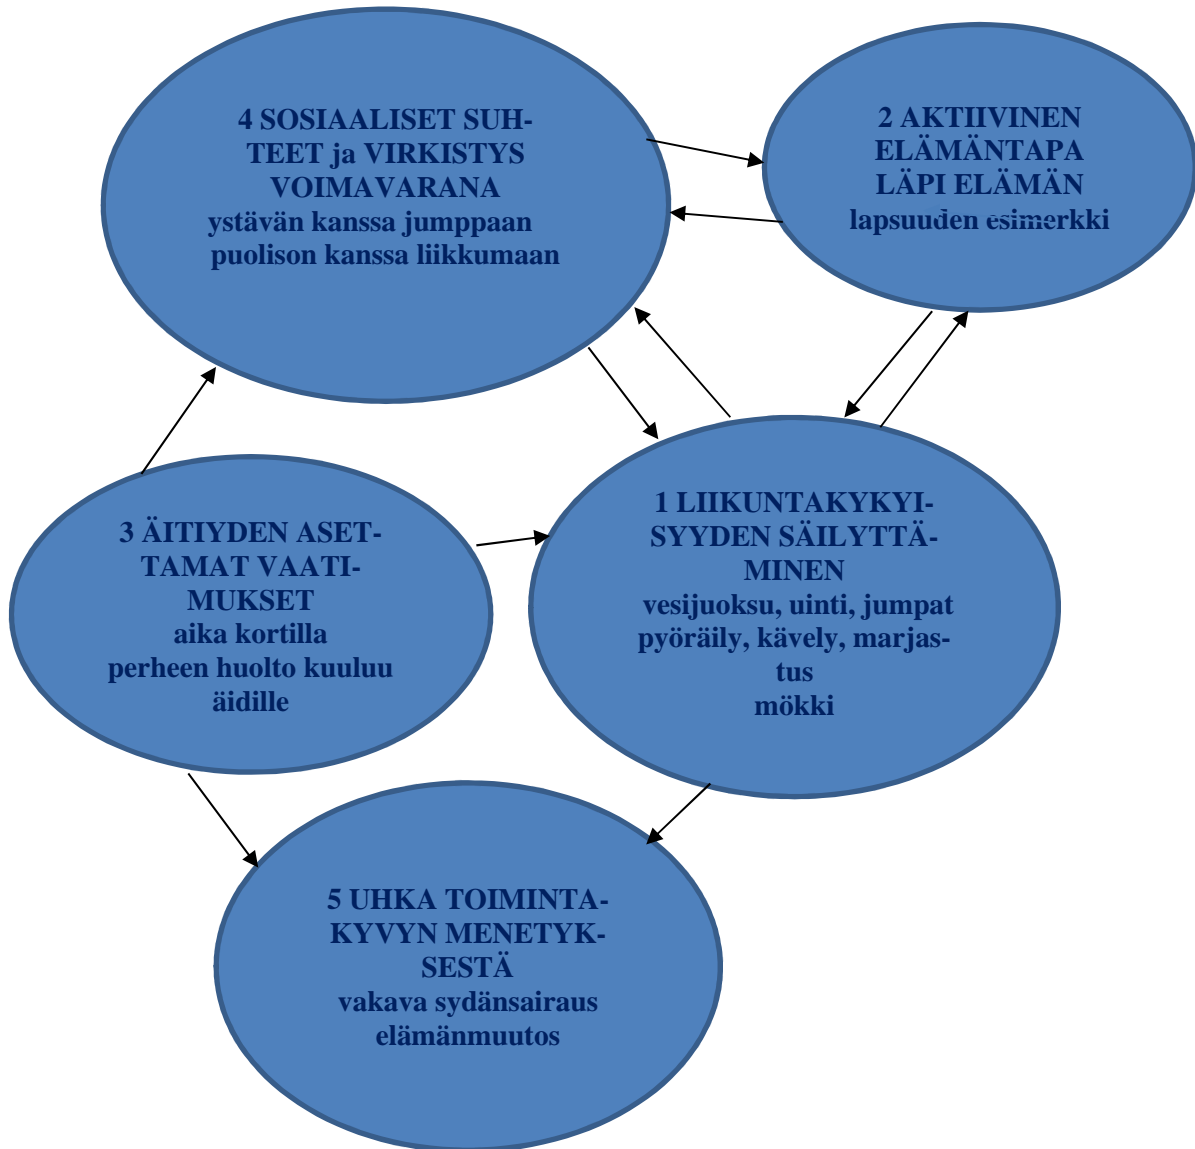 4 SOSIAALISET SUH-
TEET ja VIRKISTYS
VOIMAVARANA
ystävän kanssa jumppaan
puolison kanssa liikkumaan
2 AKTIIVINEN
ELÄMÄNTAPA
LÄPI ELÄMÄN
lapsuuden esimerkki
3 ÄITIYDEN ASET-
TAMAT VAATI-
MUKSET
aika kortilla
perheen huolto kuuluu
äidille
1 LIIKUNTAKYKYI-
SYYDEN SÄILYTTÄ-
MINEN
vesijuoksu, uinti, jumpat
pyöräily, kävely, marjas-
tus
mökki
5 UHKA TOIMINTA-
KYVYN MENETYK-
SESTÄ
vakava sydänsairaus
elämänmuutos